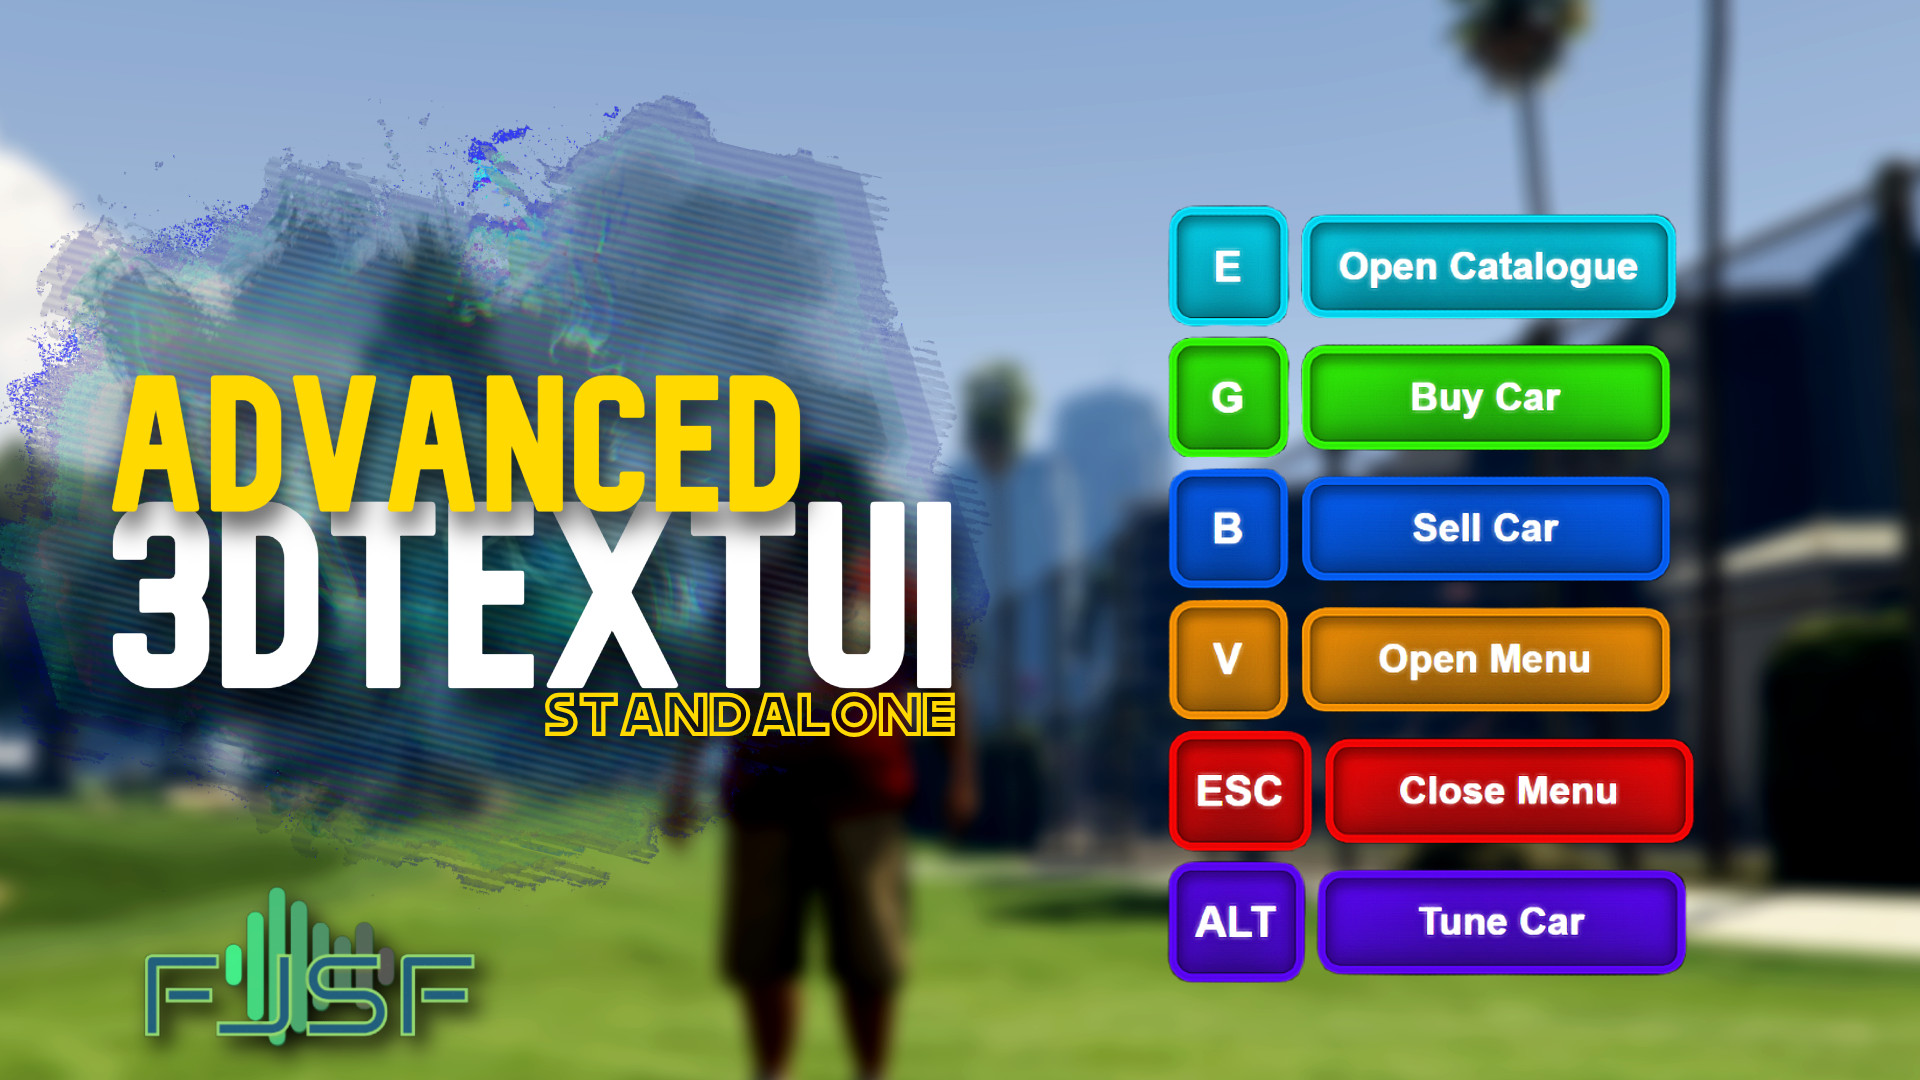 ADVANCED
3DTEXTUI
STANDALONE
FJSF
E Open Catalogue
G Buy Car
B Sell Car
V Open Menu
ESC Close Menu
ALT Tune Car